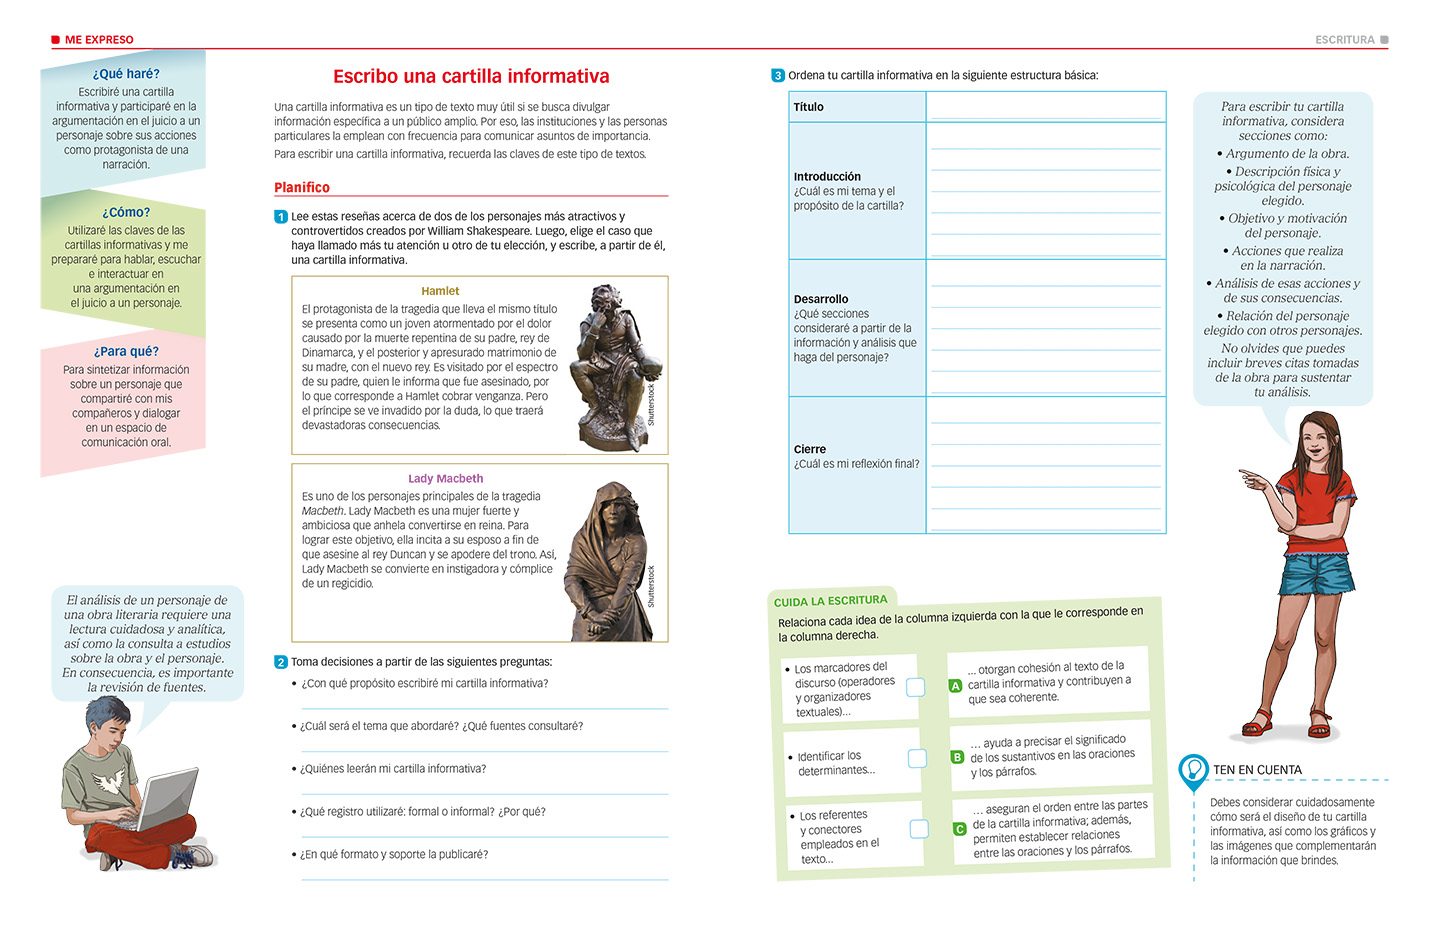 ME EXPRESO
¿Qué haré?
Escribiré una cartilla
informativa y participaré en la
argumentación en el juicio a un
personaje sobre sus acciones
como protagonista de una
narración.
¿Cómo?
Utilizaré las claves de las
cartillas informativas y me
prepararé para hablar, escuchar
e interactuar en
una argumentación en
el juicio a un personaje.
¿Para qué?
Para sintetizar información
sobre un personaje que
compartiré con mis
compañeros y dialogar
en un espacio de
comunicación oral.
El análisis de un personaje de
una obra literaria requiere una
lectura cuidadosa y analítica,
así como la consulta a estudios
sobre la obra y el personaje.
En consecuencia, es importante
la revisión de fuentes.
Escribo una cartilla informativa
Una cartilla informativa es un tipo de texto muy útil si se busca divulgar
información específica a un público amplio. Por eso, las instituciones y las personas
particulares la emplean con frecuencia para comunicar asuntos de importancia.
Para escribir una cartilla informativa, recuerda las claves de este tipo de textos.
Planifico
1 Lee estas reseñas acerca de dos de los personajes más atractivos y
controvertidos creados por William Shakespeare. Luego, elige el caso que
haya llamado más tu atención u otro de tu elección, y escribe, a partir de él,
una cartilla informativa.
Hamlet
El protagonista de la tragedia que lleva el mismo título
se presenta como un joven atormentado por el dolor
causado por la muerte repentina de su padre, rey de
Dinamarca, y el posterior y apresurado matrimonio de
su madre, con el nuevo rey. Es visitado por el espectro
de su padre, quien le informa que fue asesinado, por
lo que corresponde a Hamlet cobrar venganza. Pero
el príncipe se ve invadido por la duda, lo que traerá
devastadoras consecuencias.
Shutterstock
Lady Macbeth
Es uno de los personajes principales de la tragedia
Macbeth. Lady Macbeth es una mujer fuerte y
ambiciosa que anhela convertirse en reina. Para
lograr este objetivo, ella incita a su esposo a fin de
que asesine al rey Duncan y se apodere del trono. Así,
Lady Macbeth se convierte en instigadora y cómplice
de un regicidio.
Shutterstock
2 Toma decisiones a partir de las siguientes preguntas:
• ¿Con qué propósito escribiré mi cartilla informativa?
• ¿Cuál será el tema que abordaré? ¿Qué fuentes consultaré?
• ¿Quiénes leerán mi cartilla informativa?
• ¿Qué registro utilizaré: formal o informal? ¿Por qué?
• ¿En qué formato y soporte la publicaré?
ESCRITURA
3 Ordena tu cartilla informativa en la siguiente estructura básica:
Título
Introducción
¿Cuál es mi tema y el
propósito de la cartilla?
Desarrollo
¿Qué secciones
consideraré a partir de la
información y análisis que
haga del personaje?
Cierre
¿Cuál es mi reflexión final?
Para escribir tu cartilla
informativa, considera
secciones como:
• Argumento de la obra.
• Descripción física y
psicológica del personaje
elegido.
• Objetivo y motivación
del personaje.
• Acciones que realiza
en la narración.
• Análisis de esas acciones y
de sus consecuencias.
• Relación del personaje
elegido con otros personajes.
No olvides que puedes
incluir breves citas tomadas
de la obra para sustentar
tu análisis.
CUIDA LA ESCRITURA
Relaciona cada idea de la columna izquierda con la que le corresponde en
la columna derecha.
• Los marcadores del
discurso (operadores
y organizadores
textuales)...
• Identificar los
determinantes...
• Los referentes
y conectores
empleados en el
texto...
A ... otorgan cohesión al texto de la
cartilla informativa y contribuyen a
que sea coherente.
B ... ayuda a precisar el significado
de los sustantivos en las oraciones
y los párrafos.
C ... aseguran el orden entre las partes
de la cartilla informativa; además,
permiten establecer relaciones
entre las oraciones y los párrafos.
TEN EN CUENTA
Debes considerar cuidadosamente
cómo será el diseño de tu cartilla
informativa, así como los gráficos y
las imágenes que complementarán
la información que brindes.